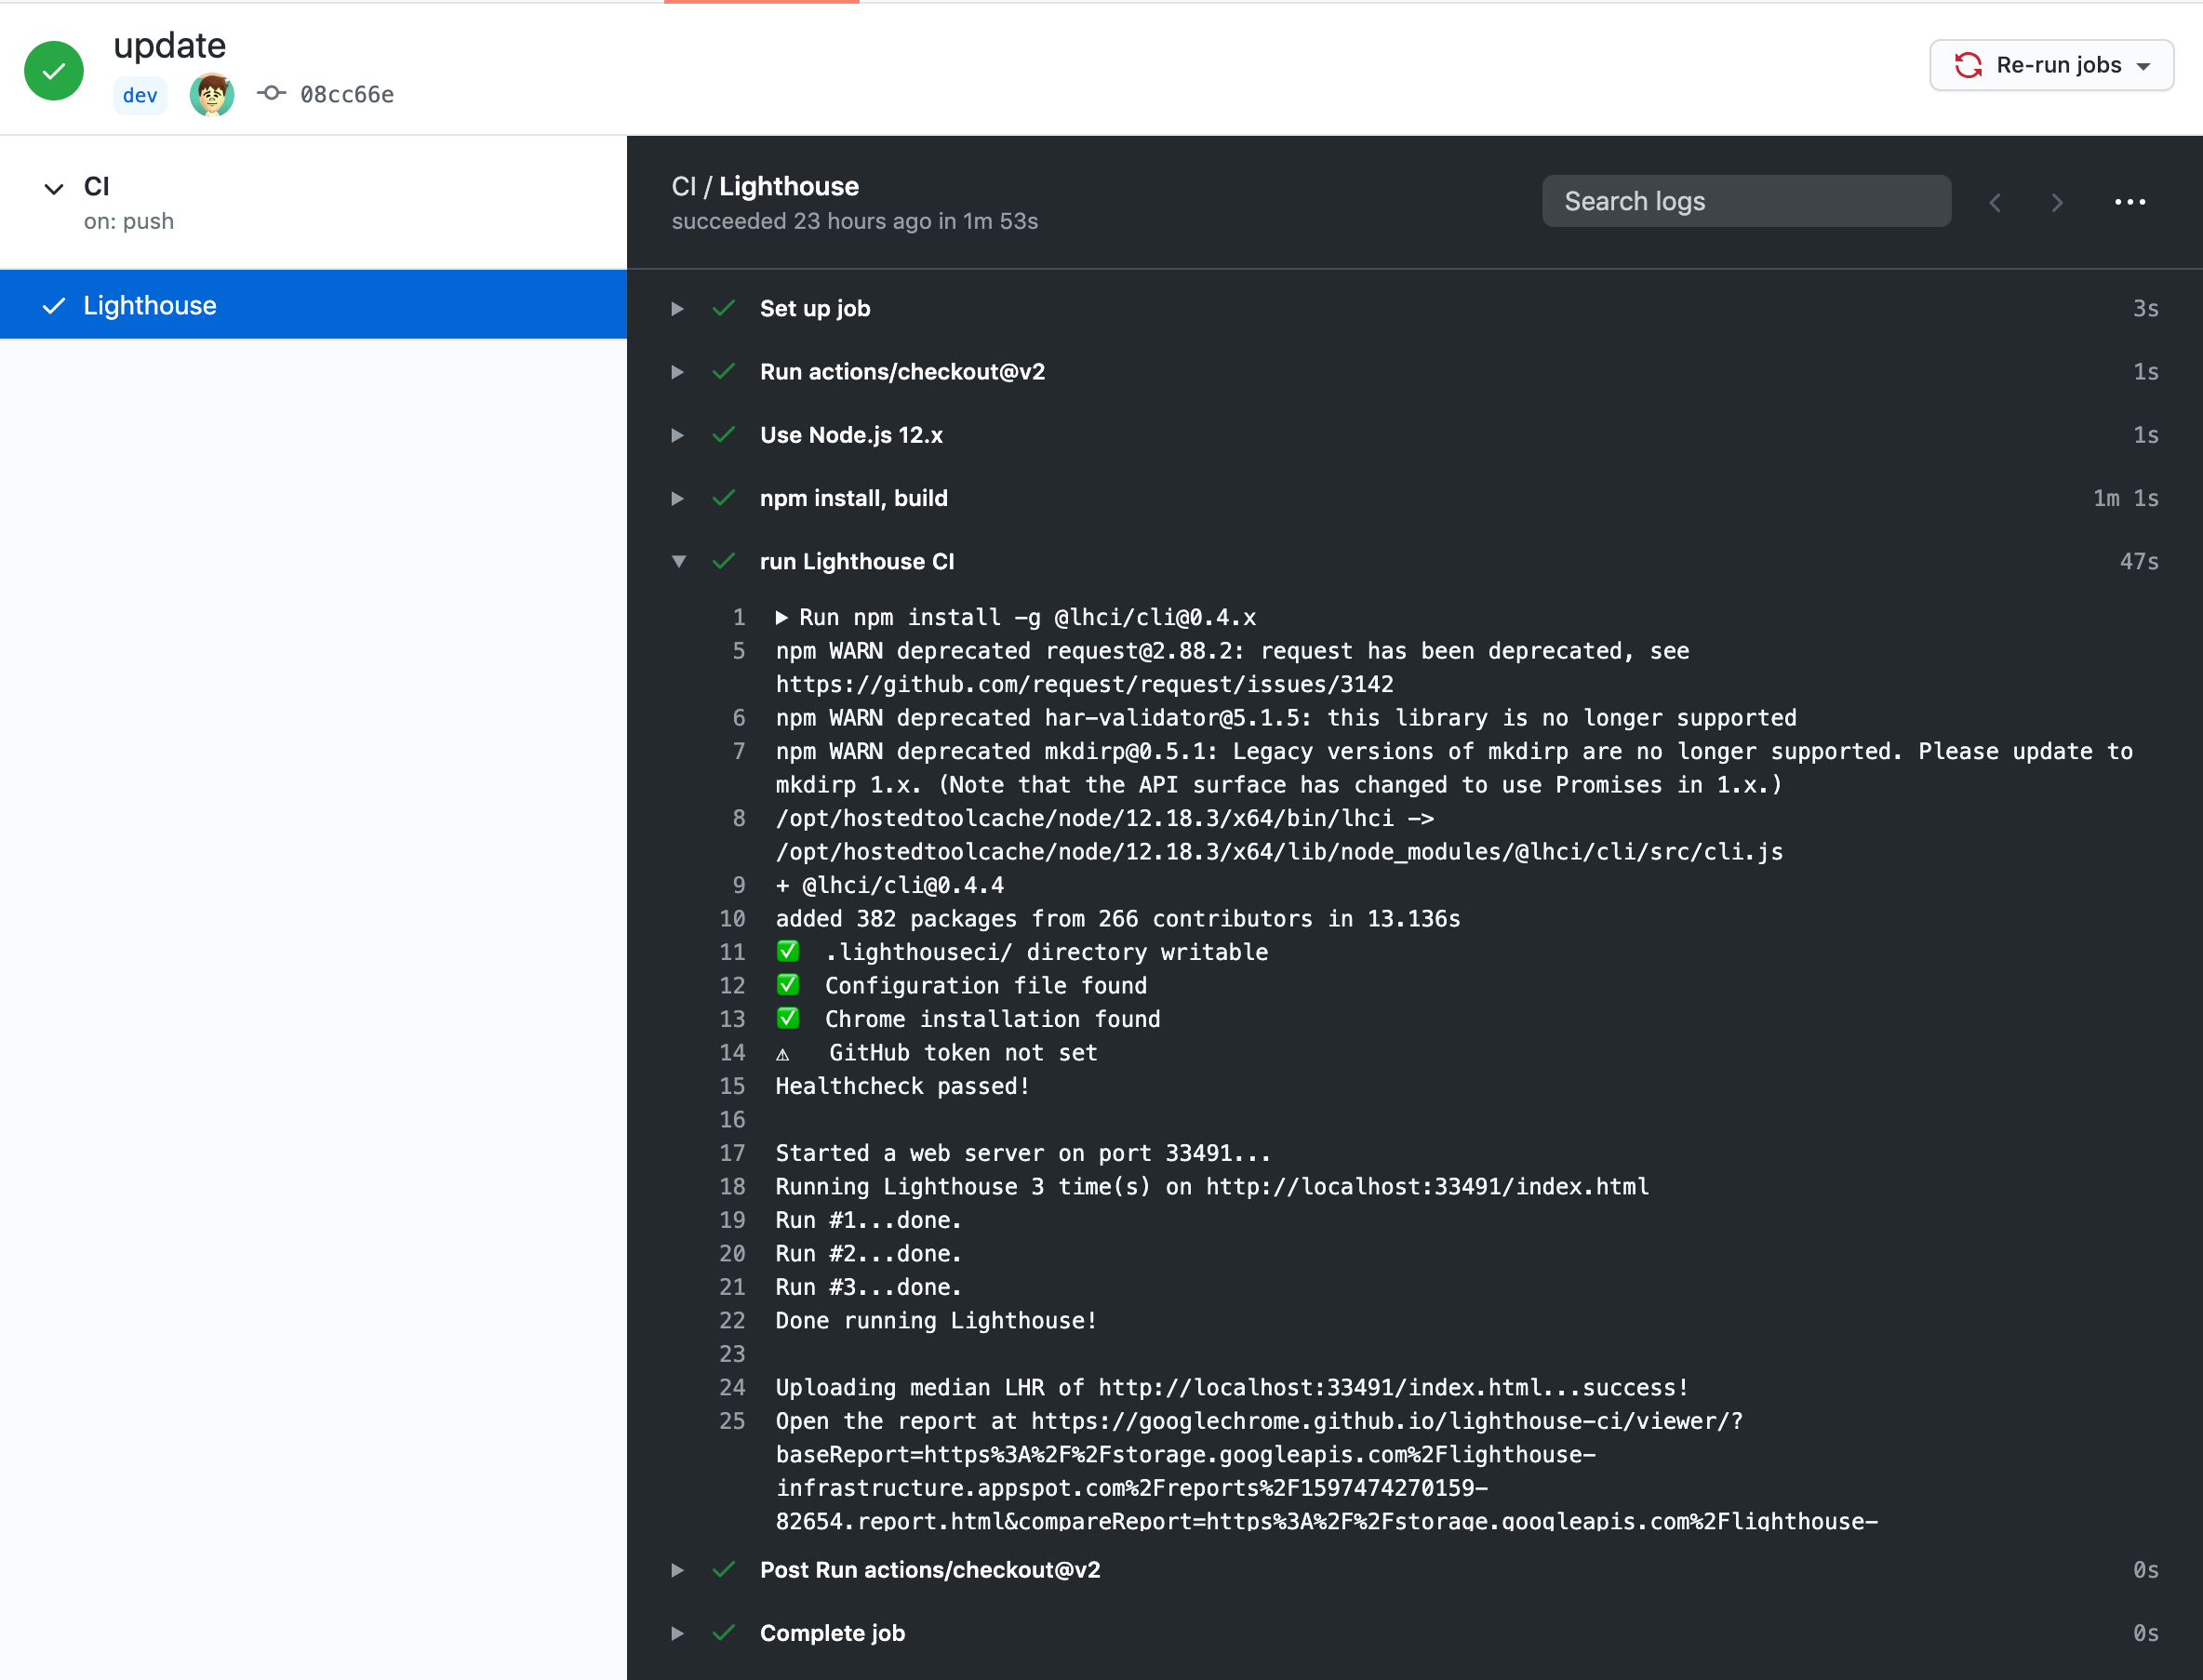 update
dev 08cc66e
Re-run jobs
CI
on: push
Lighthouse
CI / Lighthouse
succeeded 23 hours ago in 1m 53s
Search logs
Set up job 3s
Run actions/checkout@v2 1s
Use Node.js 12.x 1s
npm install, build 1m 1s
run Lighthouse CI 47s
1 ▶ Run npm install -g @lhci/cli@0.4.x
5 npm WARN deprecated request@2.88.2: request has been deprecated, see
https://github.com/request/request/issues/3142
6 npm WARN deprecated har-validator@5.1.5: this library is no longer supported
7 npm WARN deprecated mkdirp@0.5.1: Legacy versions of mkdirp are no longer supported. Please update to
mkdirp 1.x. (Note that the API surface has changed to use Promises in 1.x.)
8 /opt/hostedtoolcache/node/12.18.3/x64/bin/lhci ->
/opt/hostedtoolcache/node/12.18.3/x64/lib/node_modules/@lhci/cli/src/cli.js
9 + @lhci/cli@0.4.4
10 added 382 packages from 266 contributors in 13.136s
11 ✅ .lighthouseci/ directory writable
12 ✅ Configuration file found
13 ✅ Chrome installation found
14 ⚠ GitHub token not set
15 Healthcheck passed!
16
17 Started a web server on port 33491...
18 Running Lighthouse 3 time(s) on http://localhost:33491/index.html
19 Run #1...done.
20 Run #2...done.
21 Run #3...done.
22 Done running Lighthouse!
23
24 Uploading median LHR of http://localhost:33491/index.html...success!
25 Open the report at https://googlechrome.github.io/lighthouse-ci/viewer/?
baseReport=https%3A%2F%2Fstorage.googleapis.com%2Flighthouse-
infrastructure.appspot.com%2Freports%2F1597474270159-
82654.report.html&compareReport=https%3A%2F%2Fstorage.googleapis.com%2Flighthouse-
Post Run actions/checkout@v2 0s
Complete job 0s